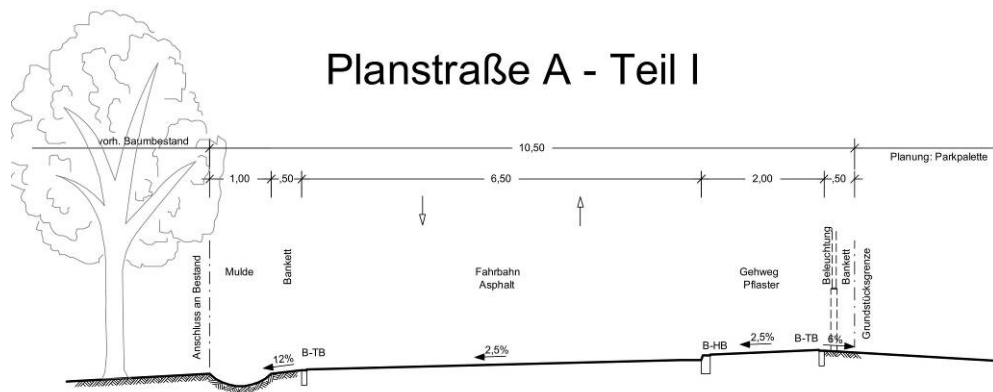 Planstraße A - Teil I
vorh. Baumbestand
10,50
Planung: Parkpalette
1,00
,50
6,50
2,00
,50
Anschluss an Bestand
Mulde
Bankett
Fahrbahn
Asphalt
Gehweg
Pflaster
Beleuchtung
Bankett
Grundstücksgrenze
12%
B-TB
2,5%
B-HB
2,5%
B-TB
6%